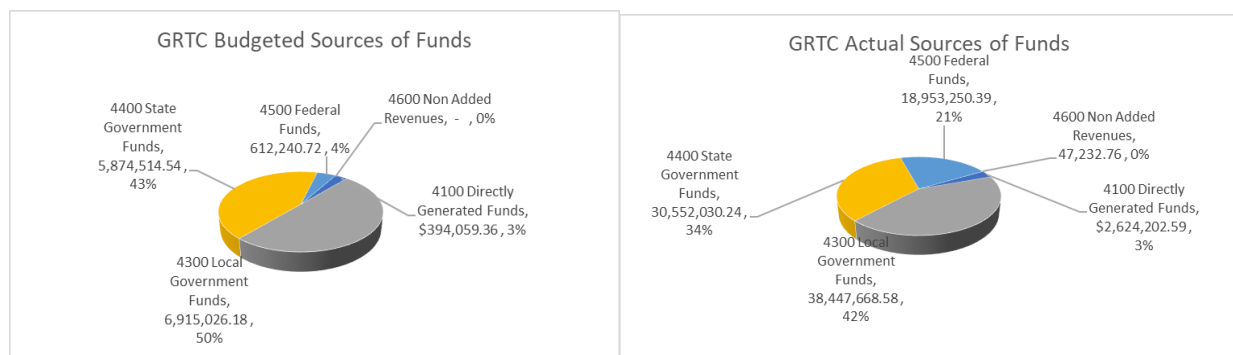 GRTC Budgeted Sources of Funds
4400 State
Government
Funds,
5,874,514.54 ,
43%
4500 Federal
Funds,
612,240.72 , 4%
4600 Non Added
Revenues, - , 0%
4100 Directly
Generated Funds,
$394,059.36 , 3%
4300 Local
Government
Funds,
6,915,026.18 ,
50%
GRTC Actual Sources of Funds
4500 Federal
Funds,
18,953,250.39 ,
21%
4600 Non Added
Revenues,
47,232.76 , 0%
4400 State
Government
Funds,
30,552,030.24 ,
34%
4100 Directly
Generated Funds,
$2,624,202.59 ,
3%
4300 Local
Government
Funds,
38,447,668.58 ,
42%